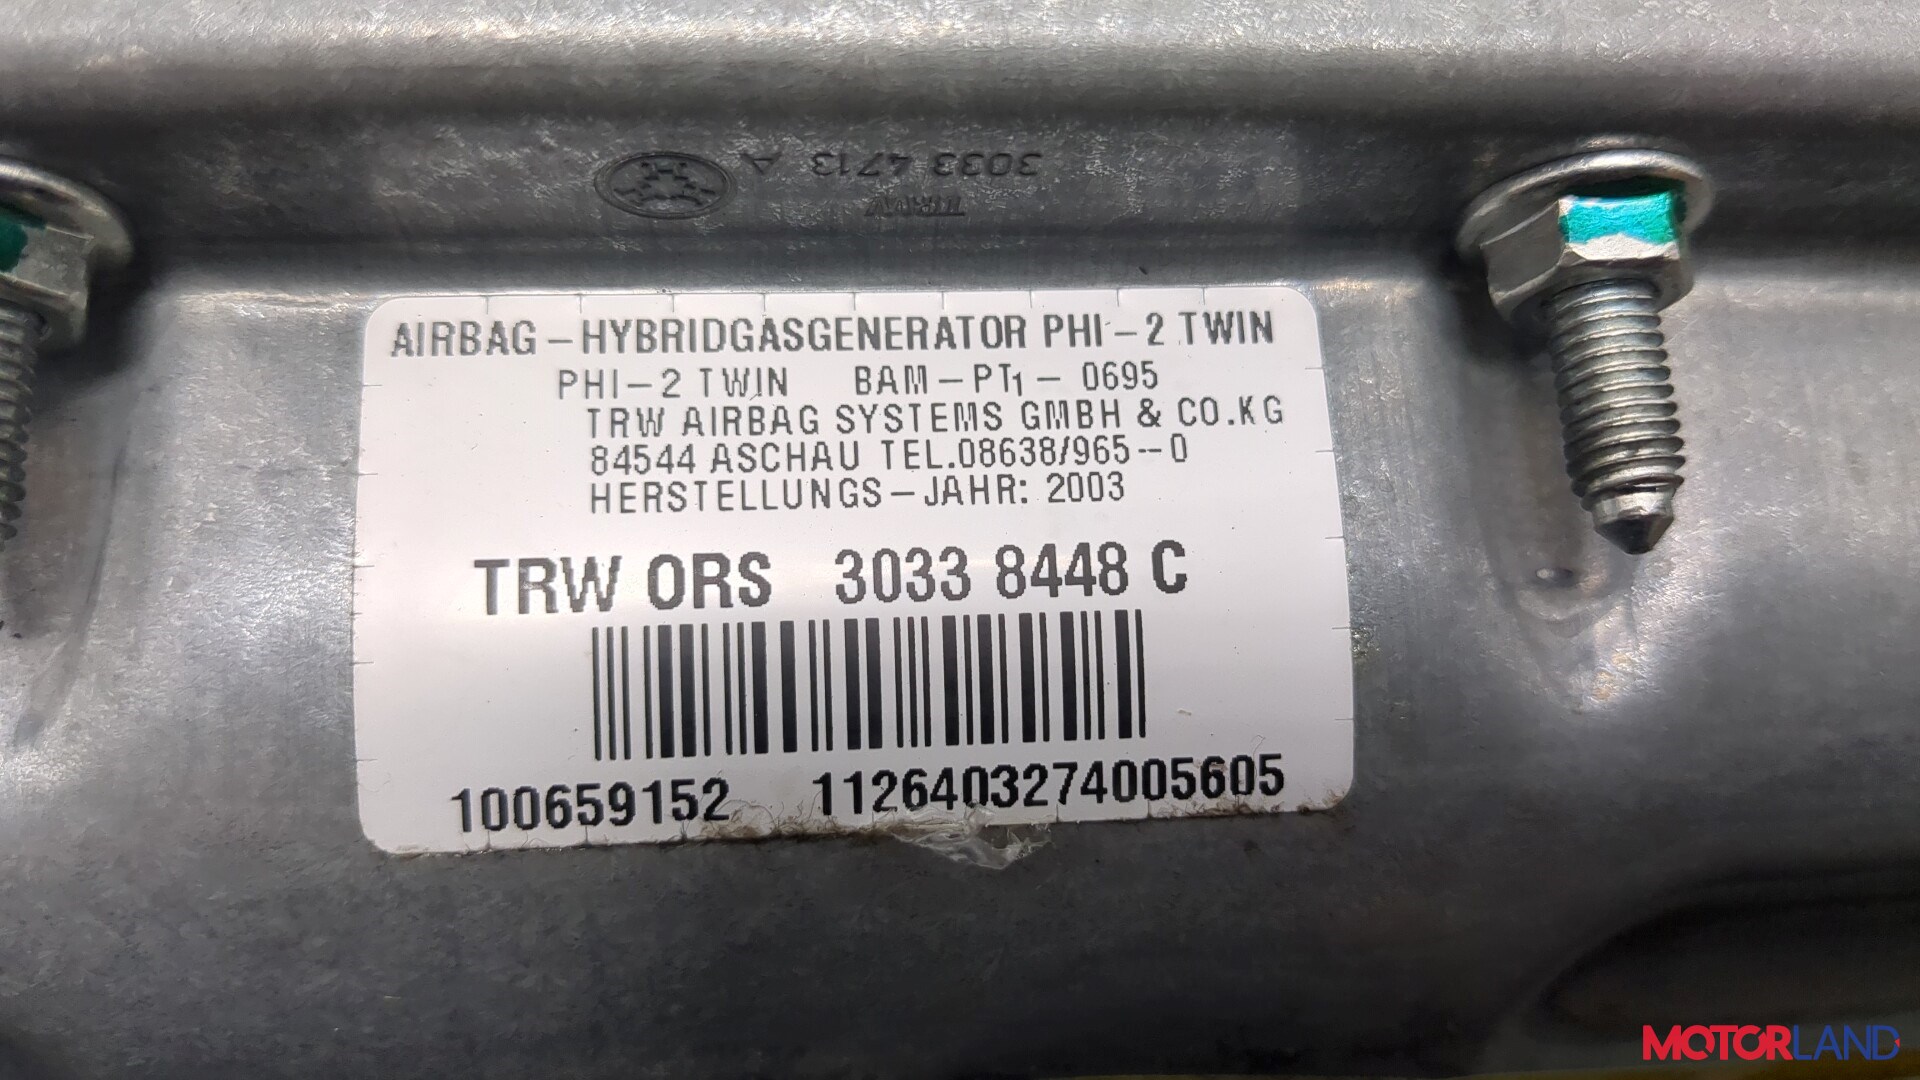 3033 4713 A
TRW
AIRBAG - HYBRIDGASGENERATOR PHI - 2 TWIN
PHI - 2 TWIN BAM - PT1 - 0695
TRW AIRBAG SYSTEMS GMBH & CO.KG
84544 ASCHAU TEL.08638/965--0
HERSTELLUNGS - JAHR: 2003
TRW ORS 3033 8448 C
100659152 1126403274005605
MOTORLAND